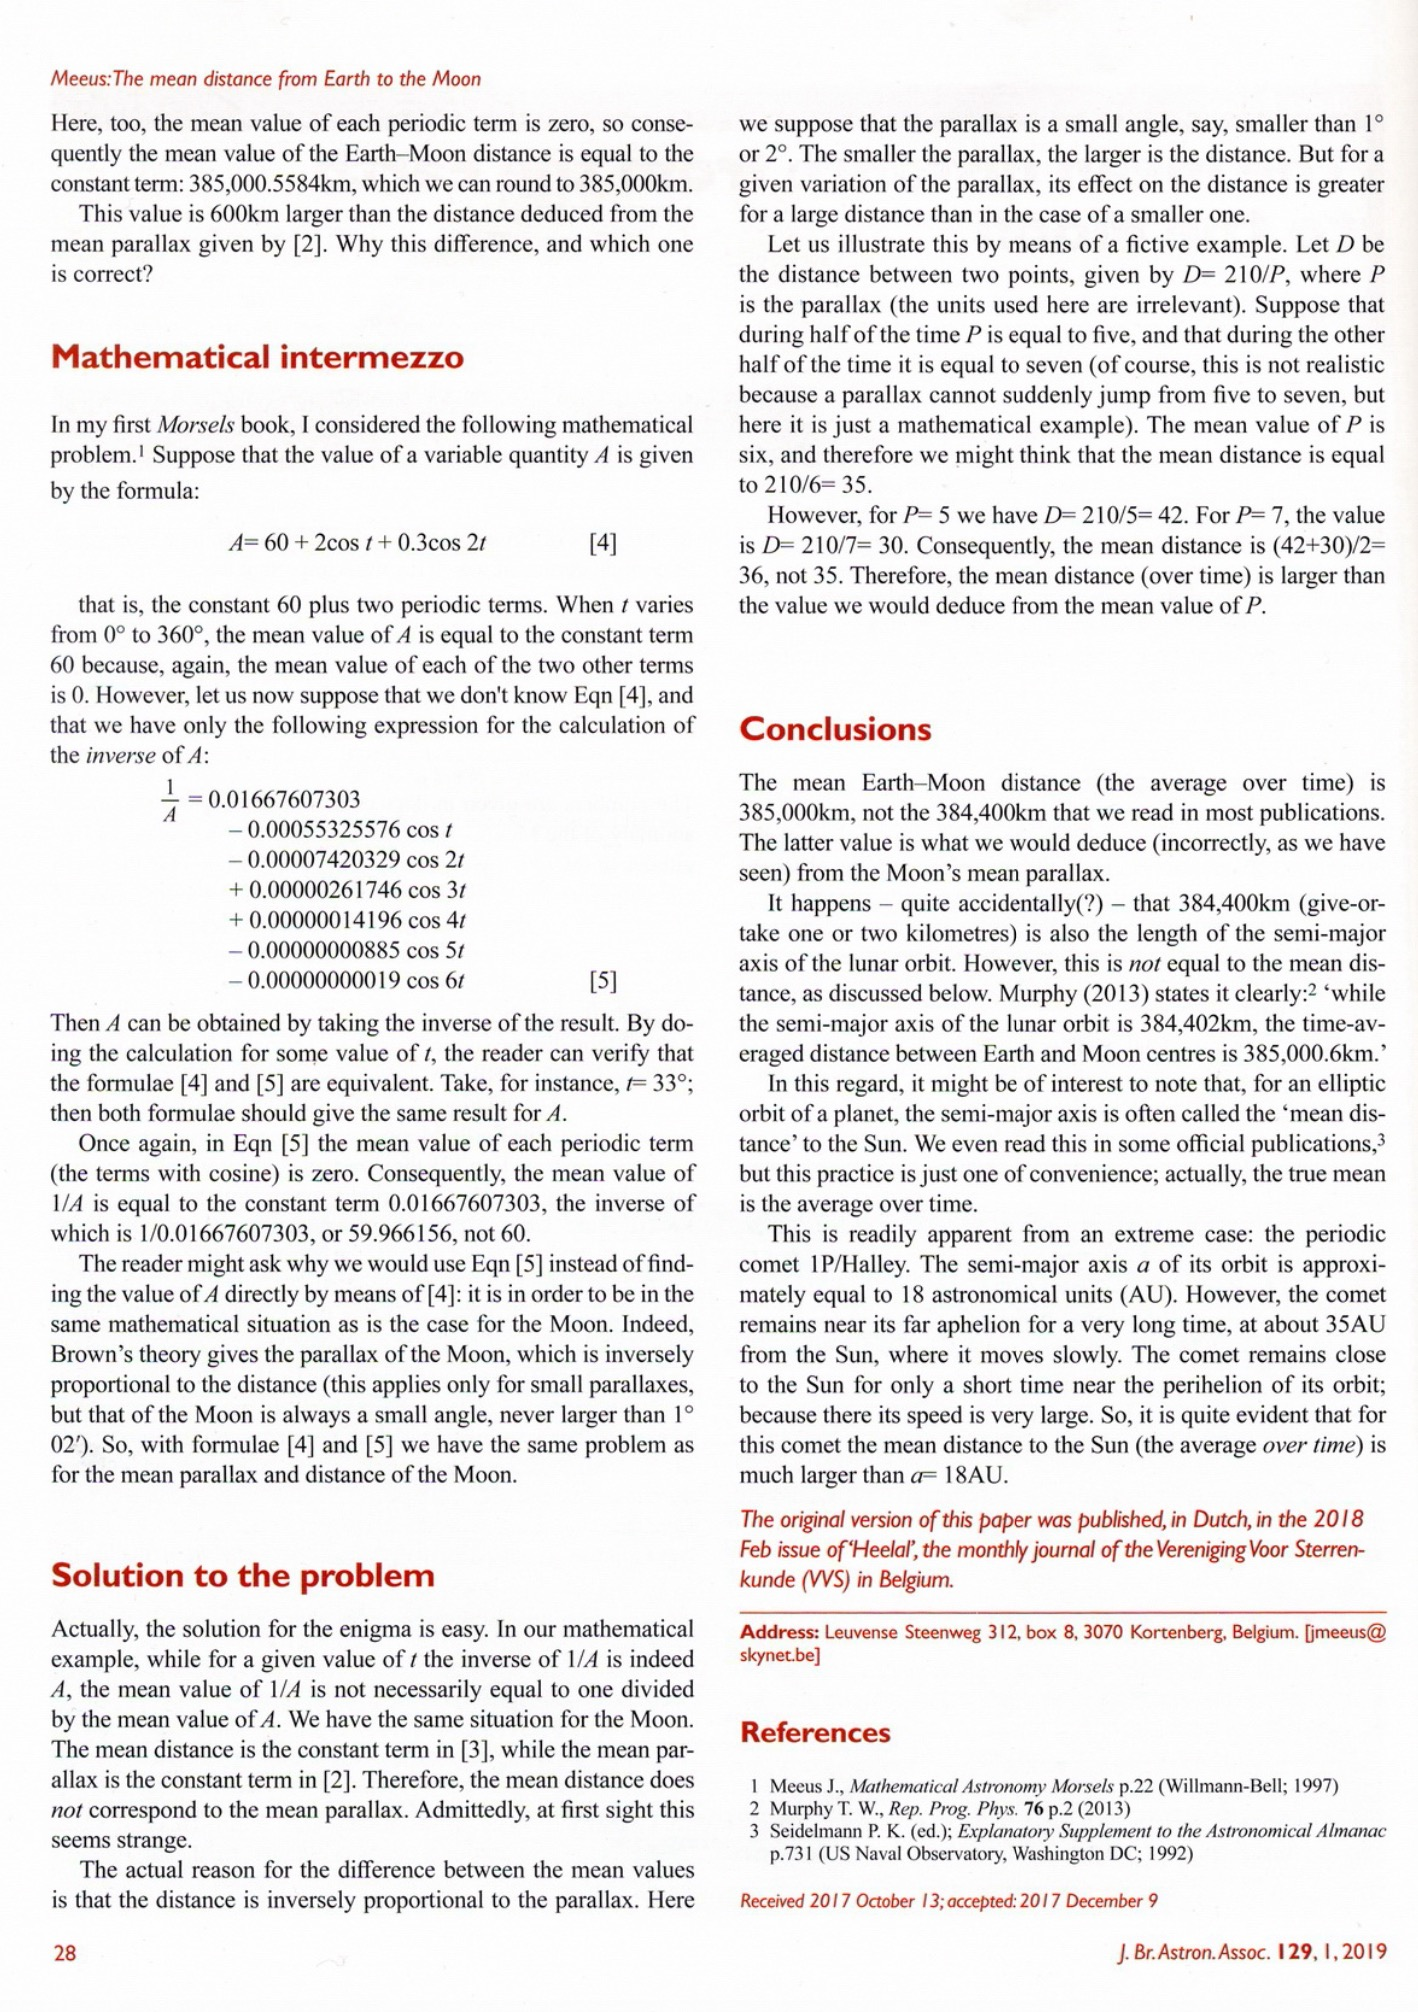 Meeus: The mean distance from Earth to the Moon
Here, too, the mean value of each periodic term is zero, so conse-
quently the mean value of the Earth–Moon distance is equal to the
constant term: 385,000.5584km, which we can round to 385,000km.
This value is 600km larger than the distance deduced from the
mean parallax given by [2]. Why this difference, and which one
is correct?
Mathematical intermezzo
In my first Morsels book, I considered the following mathematical
problem.1 Suppose that the value of a variable quantity A is given
by the formula:
A= 60 + 2cos t + 0.3cos 2t [4]
that is, the constant 60 plus two periodic terms. When t varies
from 0° to 360°, the mean value of A is equal to the constant term
60 because, again, the mean value of each of the two other terms
is 0. However, let us now suppose that we don't know Eqn [4], and
that we have only the following expression for the calculation of
the inverse of A:
1/A = 0.01667607303
– 0.00055325576 cos t
– 0.00007420329 cos 2t
+ 0.00000261746 cos 3t
+ 0.00000014196 cos 4t
– 0.00000000885 cos 5t
– 0.00000000019 cos 6t [5]
Then A can be obtained by taking the inverse of the result. By do-
ing the calculation for some value of t, the reader can verify that
the formulae [4] and [5] are equivalent. Take, for instance, t= 33°;
then both formulae should give the same result for A.
Once again, in Eqn [5] the mean value of each periodic term
(the terms with cosine) is zero. Consequently, the mean value of
1/A is equal to the constant term 0.01667607303, the inverse of
which is 1/0.01667607303, or 59.966156, not 60.
The reader might ask why we would use Eqn [5] instead of find-
ing the value of A directly by means of [4]: it is in order to be in the
same mathematical situation as is the case for the Moon. Indeed,
Brown's theory gives the parallax of the Moon, which is inversely
proportional to the distance (this applies only for small parallaxes,
but that of the Moon is always a small angle, never larger than 1°
02′). So, with formulae [4] and [5] we have the same problem as
for the mean parallax and distance of the Moon.
Solution to the problem
Actually, the solution for the enigma is easy. In our mathematical
example, while for a given value of t the inverse of 1/A is indeed
A, the mean value of 1/A is not necessarily equal to one divided
by the mean value of A. We have the same situation for the Moon.
The mean distance is the constant term in [3], while the mean par-
allax is the constant term in [2]. Therefore, the mean distance does
not correspond to the mean parallax. Admittedly, at first sight this
seems strange.
The actual reason for the difference between the mean values
is that the distance is inversely proportional to the parallax. Here
we suppose that the parallax is a small angle, say, smaller than 1°
or 2°. The smaller the parallax, the larger is the distance. But for a
given variation of the parallax, its effect on the distance is greater
for a large distance than in the case of a smaller one.
Let us illustrate this by means of a fictive example. Let D be
the distance between two points, given by D= 210/P, where P
is the parallax (the units used here are irrelevant). Suppose that
during half of the time P is equal to five, and that during the other
half of the time it is equal to seven (of course, this is not realistic
because a parallax cannot suddenly jump from five to seven, but
here it is just a mathematical example). The mean value of P is
six, and therefore we might think that the mean distance is equal
to 210/6= 35.
However, for P= 5 we have D= 210/5= 42. For P= 7, the value
is D= 210/7= 30. Consequently, the mean distance is (42+30)/2=
36, not 35. Therefore, the mean distance (over time) is larger than
the value we would deduce from the mean value of P.
Conclusions
The mean Earth–Moon distance (the average over time) is
385,000km, not the 384,400km that we read in most publications.
The latter value is what we would deduce (incorrectly, as we have
seen) from the Moon's mean parallax.
It happens – quite accidentally(?) – that 384,400km (give-or-
take one or two kilometres) is also the length of the semi-major
axis of the lunar orbit. However, this is not equal to the mean dis-
tance, as discussed below. Murphy (2013) states it clearly:2 ‘while
the semi-major axis of the lunar orbit is 384,402km, the time-av-
eraged distance between Earth and Moon centres is 385,000.6km.’
In this regard, it might be of interest to note that, for an elliptic
orbit of a planet, the semi-major axis is often called the ‘mean dis-
tance’ to the Sun. We even read this in some official publications,3
but this practice is just one of convenience; actually, the true mean
is the average over time.
This is readily apparent from an extreme case: the periodic
comet 1P/Halley. The semi-major axis a of its orbit is approxi-
mately equal to 18 astronomical units (AU). However, the comet
remains near its far aphelion for a very long time, at about 35AU
from the Sun, where it moves slowly. The comet remains close
to the Sun for only a short time near the perihelion of its orbit;
because there its speed is very large. So, it is quite evident that for
this comet the mean distance to the Sun (the average over time) is
much larger than a= 18AU.
The original version of this paper was published, in Dutch, in the 2018
Feb issue of ‘Heelal’, the monthly journal of the Vereniging Voor Sterren-
kunde (VVS) in Belgium.
Address: Leuvense Steenweg 312, box 8, 3070 Kortenberg, Belgium. [jmeeus@
skynet.be]
References
1 Meeus J., Mathematical Astronomy Morsels p.22 (Willmann-Bell; 1997)
2 Murphy T. W., Rep. Prog. Phys. 76 p.2 (2013)
3 Seidelmann P. K. (ed.); Explanatory Supplement to the Astronomical Almanac
p.731 (US Naval Observatory, Washington DC; 1992)
Received 2017 October 13; accepted: 2017 December 9
28
J. Br. Astron. Assoc. 129, 1, 2019